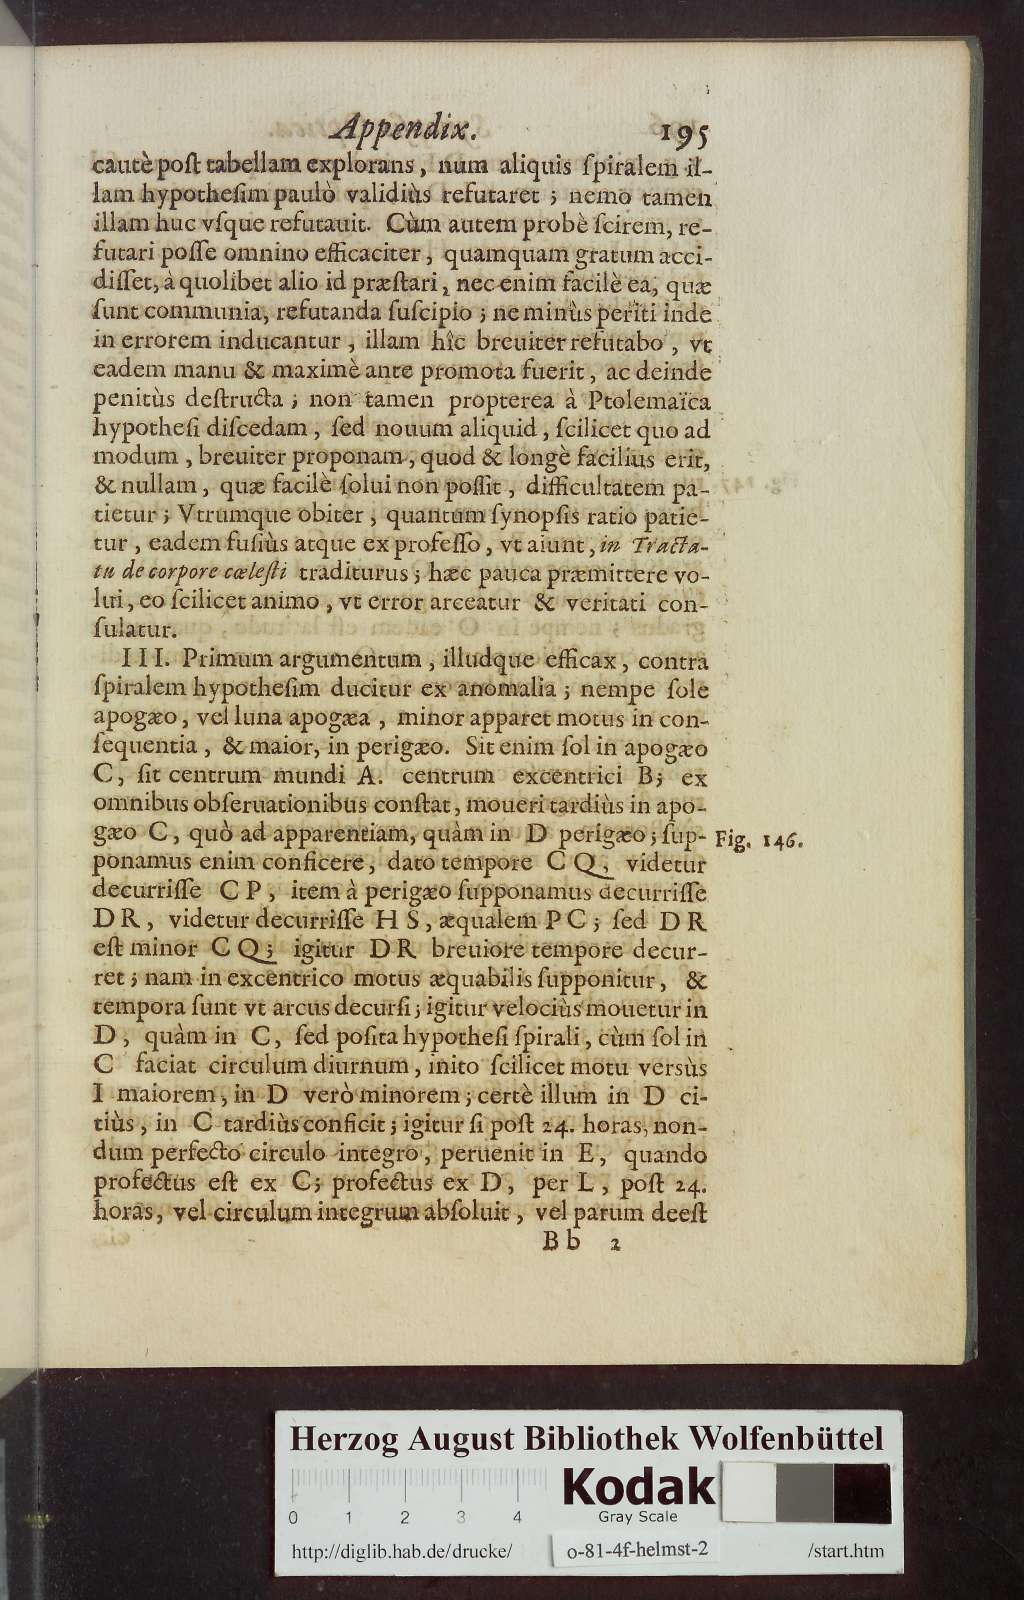 Appendix. 195
cautè poſt tabellam explorans, num aliquis ſpiralem il-
lam hypotheſim paulò validiùs refutaret ; nemo tamen
illam huc vſque refutauit. Cùm autem probè ſcirem, re-
futari poſſe omnino efficaciter, quamquam gratum acci-
diſſet, à quolibet alio id præſtari, nec enim facilè ea, quæ
ſunt communia, refutanda ſuſcipio ; ne minùs periti inde
in errorem inducantur, illam hîc breuiter refutabo, vt
eadem manu & maximè ante promota fuerit, ac deinde
penitùs deſtructa ; non tamen propterea à Ptolemaïca
hypotheſi diſcedam, ſed nouum aliquid, ſcilicet quo ad
modum, breuiter proponam, quod & longè facilius erit,
& nullam, quæ facilè ſolui non poſſit, difficultatem pa-
tietur ; Vtrumque obiter, quantum ſynopſis ratio patie-
tur, eadem fuſiùs atque ex profeſſo, vt aiunt, in Tracta-
tu de corpore cœleſti traditurus ; hæc pauca præmittere vo-
lui, eo ſcilicet animo, vt error arceatur & veritati con-
ſulatur.
III. Primum argumentum, illudque efficax, contra
ſpiralem hypotheſim ducitur ex anomalia ; nempe ſole
apogæo, vel luna apogæa, minor apparet motus in con-
ſequentia, & maior, in perigæo. Sit enim ſol in apogæo
C, ſit centrum mundi A. centrum excentrici B; ex
omnibus obſeruationibus conſtat, moueri tardiùs in apo-
gæo C, quò ad apparentiam, quàm in D perigæo ; ſup-
Fig. 146.
ponamus enim conficere, dato tempore C Q, videtur
decurriſſe C P, item à perigæo ſupponamus decurriſſe
D R, videtur decurriſſe H S, æqualem P C ; ſed D R
eſt minor C Q; igitur D R breuiore tempore decur-
ret ; nam in excentrico motus æquabilis ſupponitur, &
tempora ſunt vt arcus decurſi ; igitur velociùs mouetur in
D, quàm in C, ſed poſita hypotheſi ſpirali, cùm ſol in
C faciat circulum diurnum, inito ſcilicet motu versùs
I maiorem, in D verò minorem ; certè illum in D ci-
tiùs, in C tardiùs conficit ; igitur ſi poſt 24. horas, non-
dum perfecto circulo integro, peruenit in E, quando
profectus eſt ex C; profectus ex D, per L, poſt 24.
horas, vel circulum integrum abſoluit, vel parum deeſt
B b 2
Herzog August Bibliothek Wolfenbüttel
0 1 2 3 4
Kodak
Gray Scale
http://diglib.hab.de/drucke/ o-81-4f-helmst-2 /start.htm